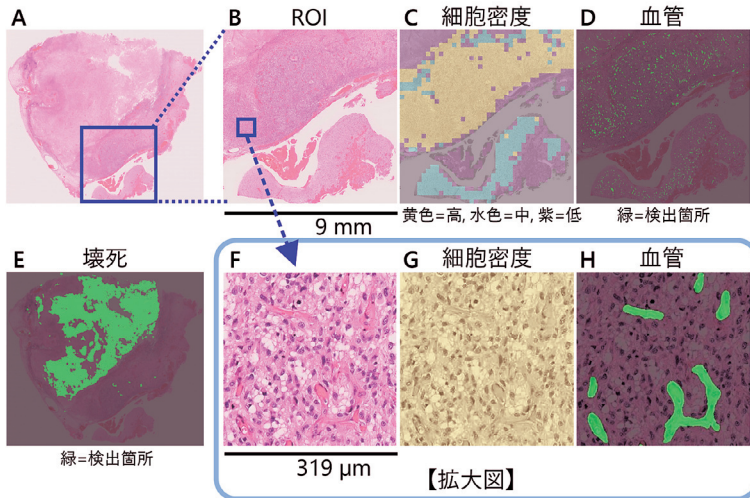 A
B ROI
C 細胞密度
D 血管
9 mm
黄色=高, 水色=中, 紫=低
緑=検出箇所
E 壊死
緑=検出箇所
F
G 細胞密度
H 血管
319 μm
【拡大図】